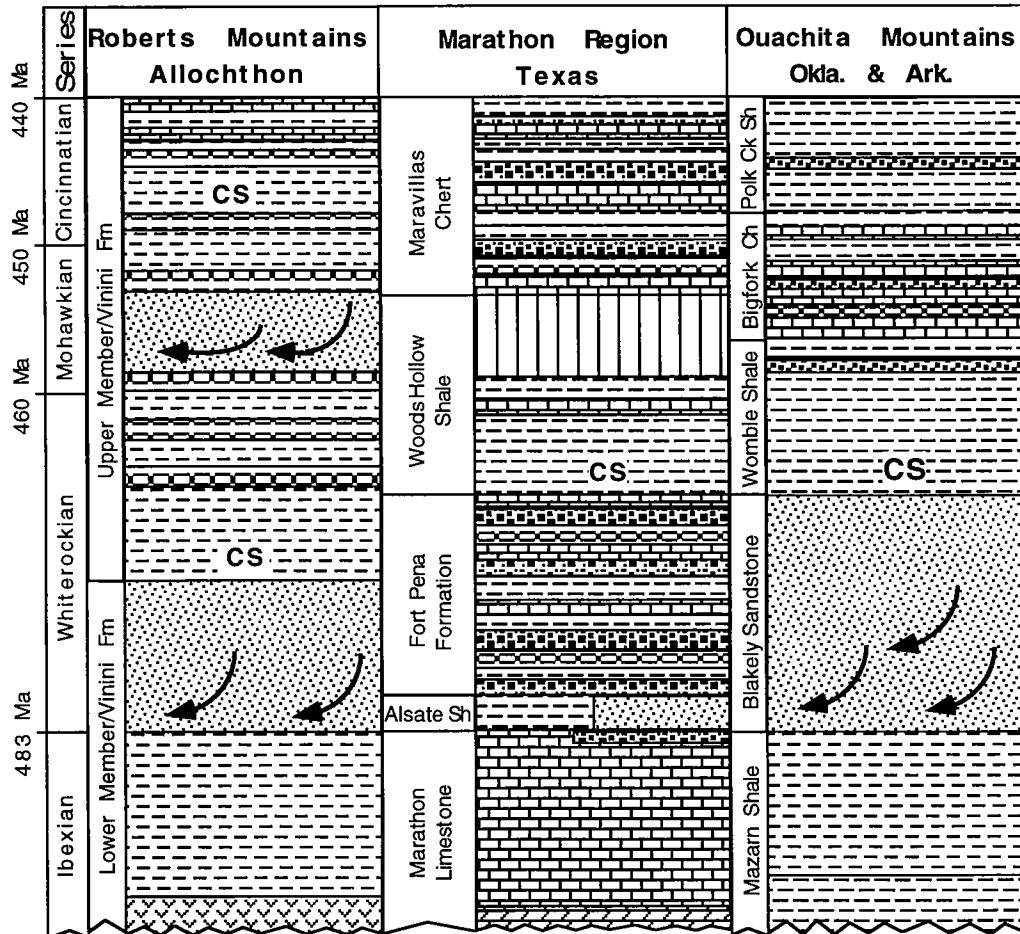 Series
Roberts Mountains
Allochthon
Marathon Region
Texas
Ouachita Mountains
Okla. & Ark.
440 Ma
450 Ma
460 Ma
483 Ma
Cincinnatian
Mohawkian
Whiterockian
Ibexian
Upper Member/Vinini Fm
Lower Member/Vinini Fm
CS
CS
Maravillas
Chert
Woods Hollow
Shale
Fort Pena
Formation
Alsate Sh
Marathon
Limestone
CS
Polk Ck Sh
Bigfork Ch
Womble Shale
Blakely Sandstone
Mazarn Shale
CS